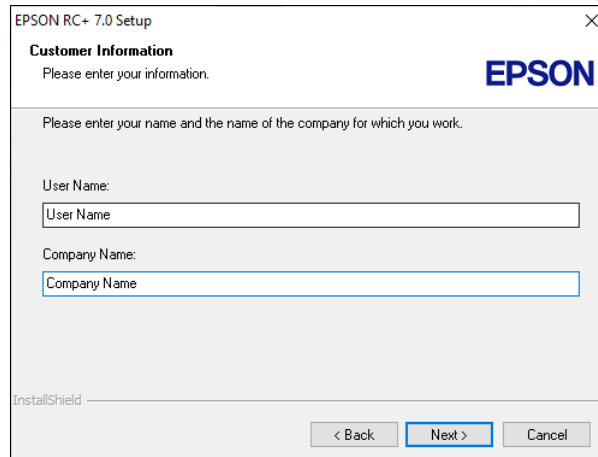 EPSON RC+ 7.0 Setup
Customer Information
Please enter your information.
EPSON
Please enter your name and the name of the company for which you work.
User Name:
User Name
Company Name:
Company Name
InstallShield
< Back
Next >
Cancel